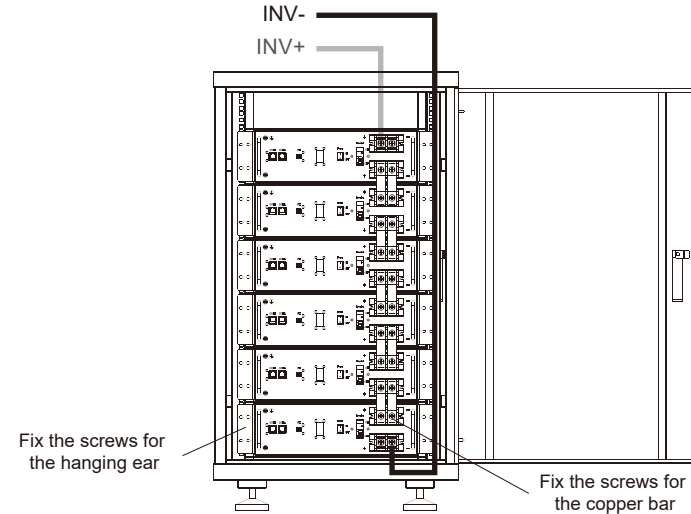 INV-
INV+
Fix the screws for
the hanging ear
Fix the screws for
the copper bar